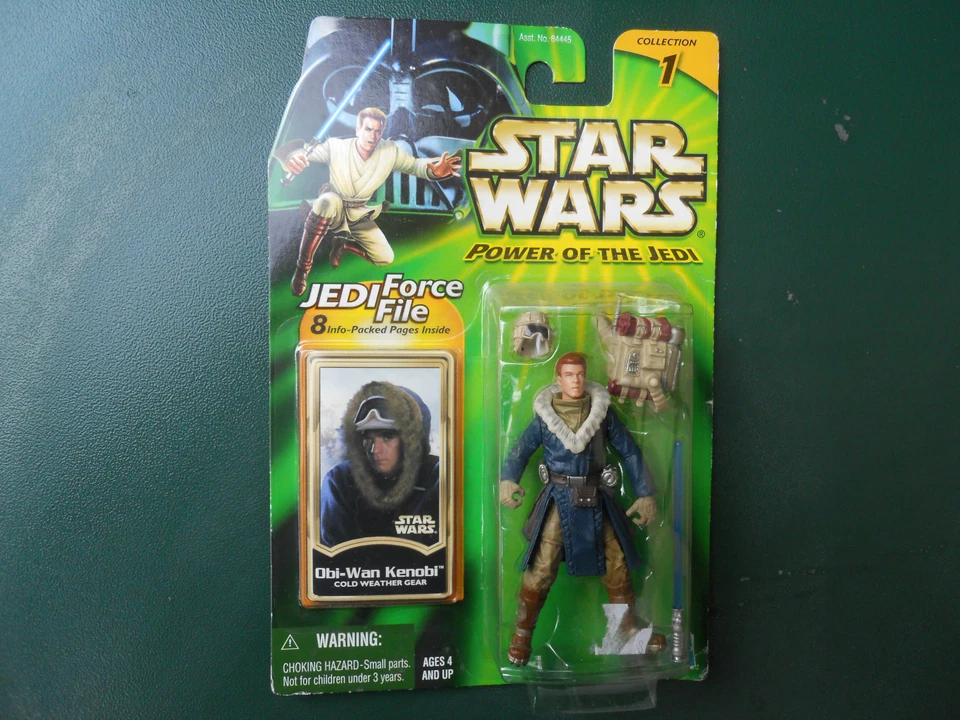 Asst. No. 84445
COLLECTION
1
STAR
WARS®
POWER OF THE JEDI
JEDI Force
File
8 Info-Packed Pages Inside
STAR
WARS
Obi-Wan Kenobi™
COLD WEATHER GEAR
⚠ WARNING:
CHOKING HAZARD-Small parts.
Not for children under 3 years.
AGES 4
AND UP